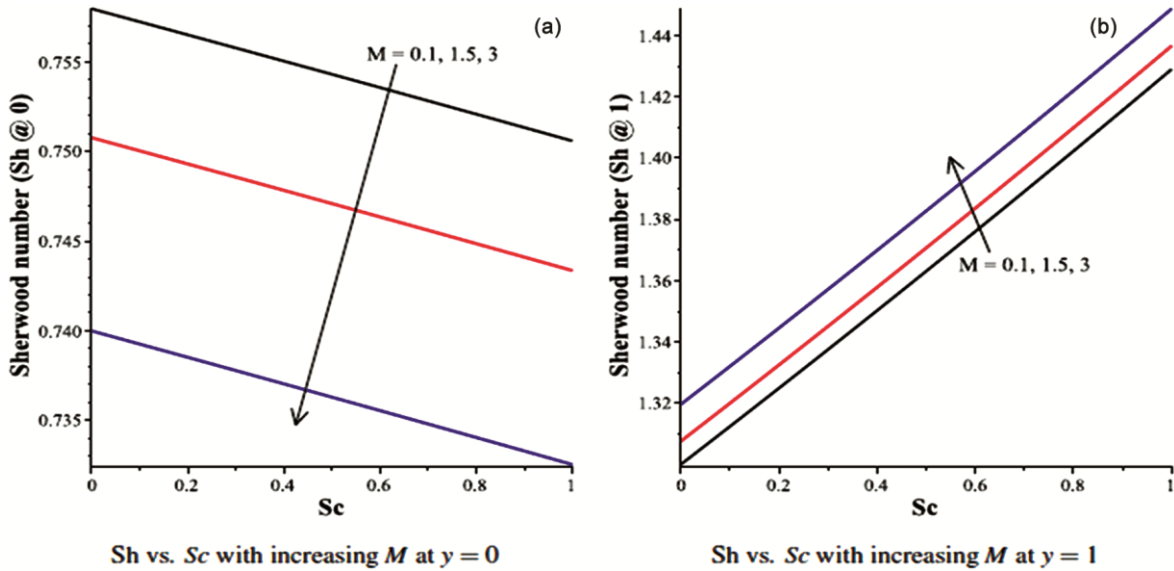 (a)
M = 0.1, 1.5, 3
0.755
0.750
0.745
0.740
0.735
Sherwood number (Sh @ 0)
0 0.2 0.4 0.6 0.8 1
Sc
Sh vs. Sc with increasing M at y = 0
(b)
M = 0.1, 1.5, 3
1.44
1.42
1.40
1.38
1.36
1.34
1.32
Sherwood number (Sh @ 1)
0 0.2 0.4 0.6 0.8 1
Sc
Sh vs. Sc with increasing M at y = 1